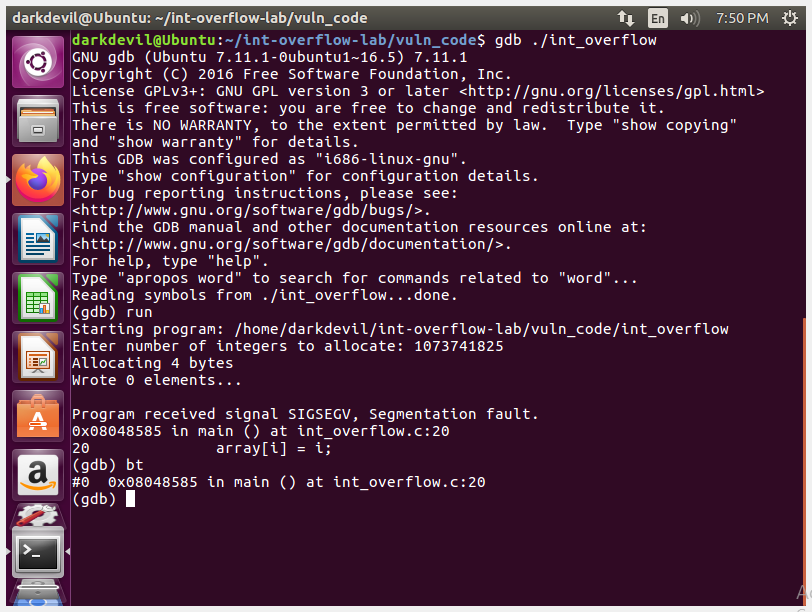 darkdevil@Ubuntu: ~/int-overflow-lab/vuln_code
En
7:50 PM
darkdevil@Ubuntu:~/int-overflow-lab/vuln_code$ gdb ./int_overflow
GNU gdb (Ubuntu 7.11.1-0ubuntu1~16.5) 7.11.1
Copyright (C) 2016 Free Software Foundation, Inc.
License GPLv3+: GNU GPL version 3 or later <http://gnu.org/licenses/gpl.html>
This is free software: you are free to change and redistribute it.
There is NO WARRANTY, to the extent permitted by law.  Type "show copying"
and "show warranty" for details.
This GDB was configured as "i686-linux-gnu".
Type "show configuration" for configuration details.
For bug reporting instructions, please see:
<http://www.gnu.org/software/gdb/bugs/>.
Find the GDB manual and other documentation resources online at:
<http://www.gnu.org/software/gdb/documentation/>.
For help, type "help".
Type "apropos word" to search for commands related to "word"...
Reading symbols from ./int_overflow...done.
(gdb) run
Starting program: /home/darkdevil/int-overflow-lab/vuln_code/int_overflow
Enter number of integers to allocate: 1073741825
Allocating 4 bytes
Wrote 0 elements...
Program received signal SIGSEGV, Segmentation fault.
0x08048585 in main () at int_overflow.c:20
20              array[i] = i;
(gdb) bt
#0  0x08048585 in main () at int_overflow.c:20
(gdb)